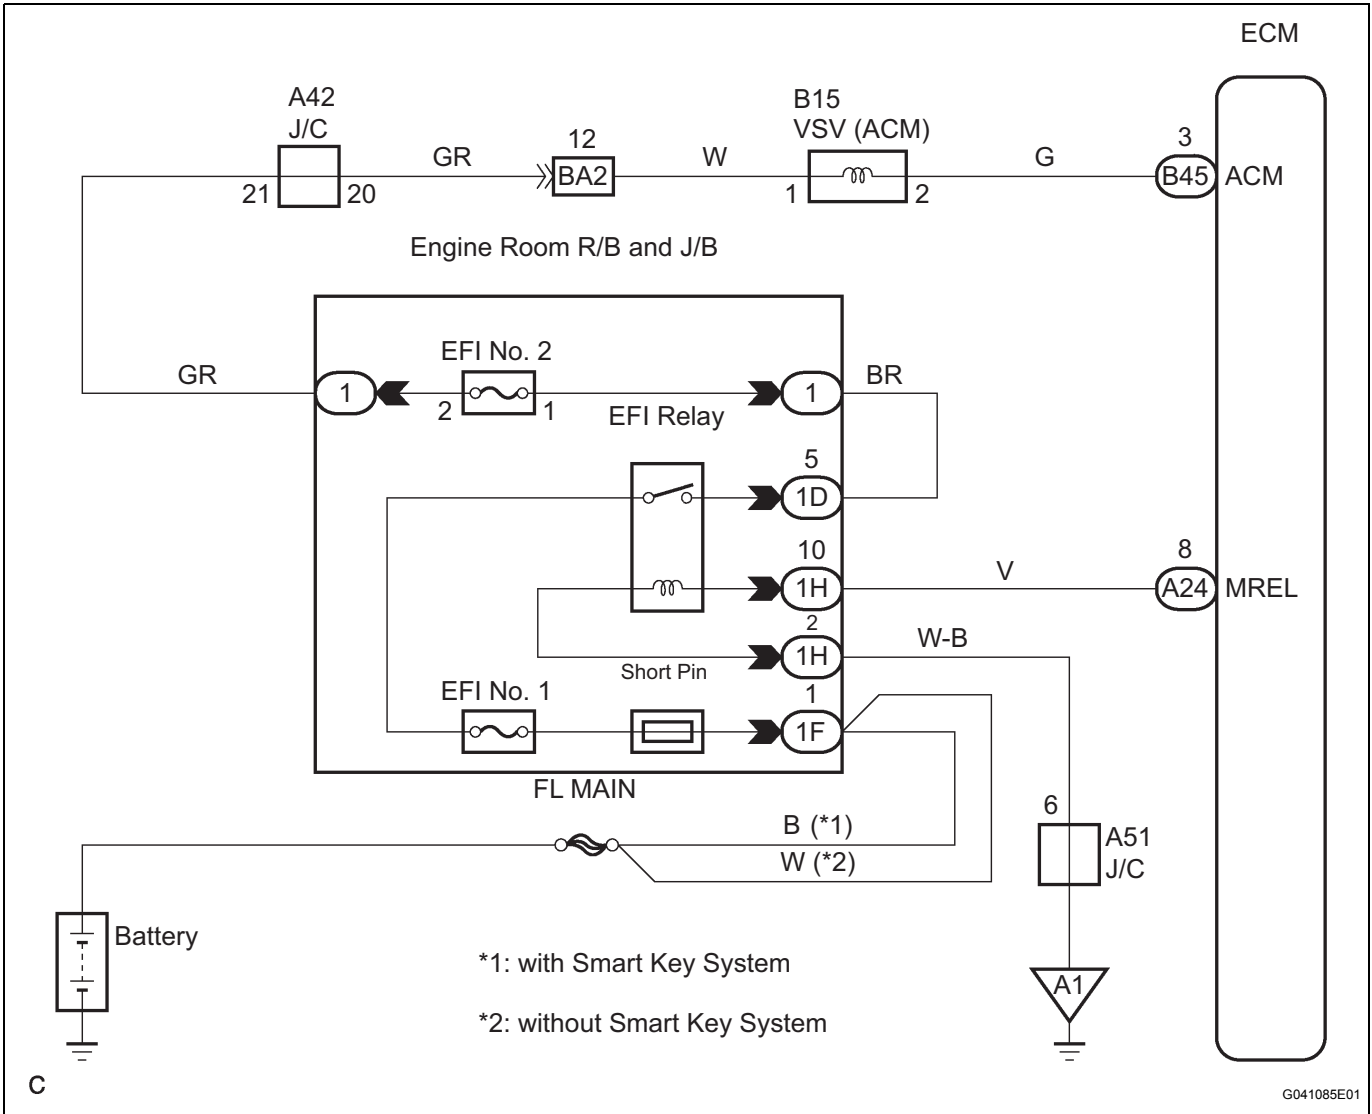 ECM
A42
J/C
B15
VSV (ACM)
12
3
GR
BA2
W
G
B45
ACM
21
20
1
2
Engine Room R/B and J/B
EFI No. 2
GR
1
2
1
1
BR
EFI Relay
5
1D
10
8
1H
V
A24
MREL
2
1H
W-B
Short Pin
EFI No. 1
1
1F
FL MAIN
B (*1)
6
A51
J/C
W (*2)
Battery
*1: with Smart Key System
A1
*2: without Smart Key System
C
G041085E01